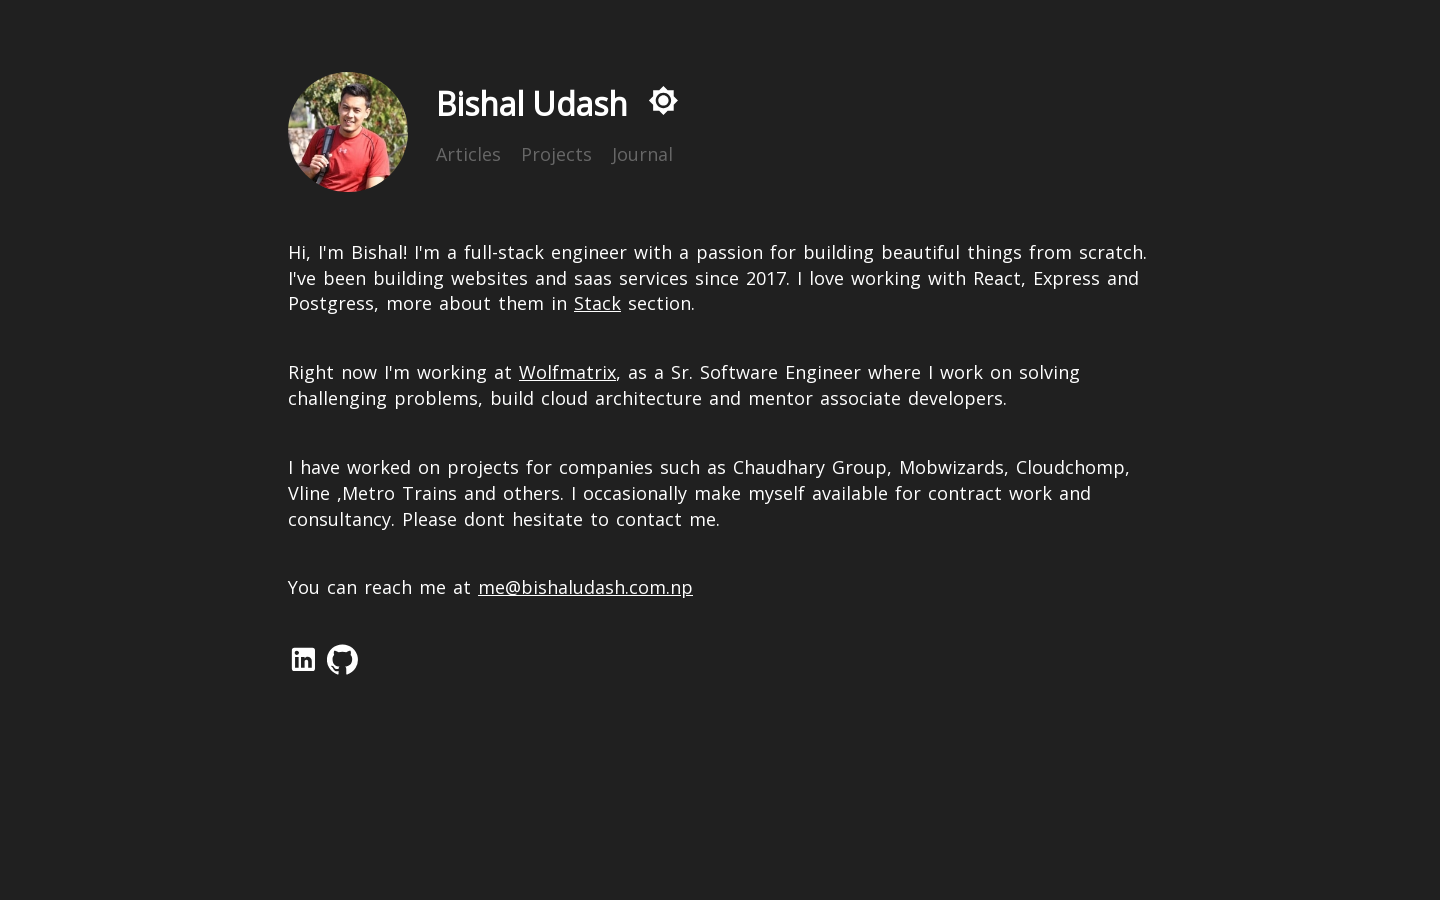 Bishal Udash
Articles Projects Journal
Hi, I'm Bishal! I'm a full-stack engineer with a passion for building beautiful things from scratch.
I've been building websites and saas services since 2017. I love working with React, Express and
Postgress, more about them in Stack section.
Right now I'm working at Wolfmatrix, as a Sr. Software Engineer where I work on solving
challenging problems, build cloud architecture and mentor associate developers.
I have worked on projects for companies such as Chaudhary Group, Mobwizards, Cloudchomp,
Vline ,Metro Trains and others. I occasionally make myself available for contract work and
consultancy. Please dont hesitate to contact me.
You can reach me at me@bishaludash.com.np
in